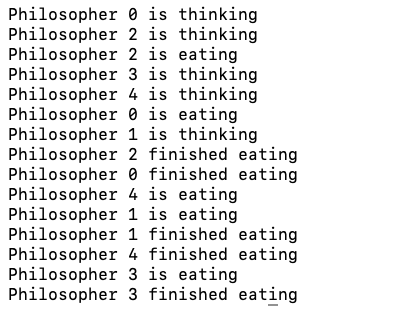 Philosopher 0 is thinking
Philosopher 2 is thinking
Philosopher 2 is eating
Philosopher 3 is thinking
Philosopher 4 is thinking
Philosopher 0 is eating
Philosopher 1 is thinking
Philosopher 2 finished eating
Philosopher 0 finished eating
Philosopher 4 is eating
Philosopher 1 is eating
Philosopher 1 finished eating
Philosopher 4 finished eating
Philosopher 3 is eating
Philosopher 3 finished eating